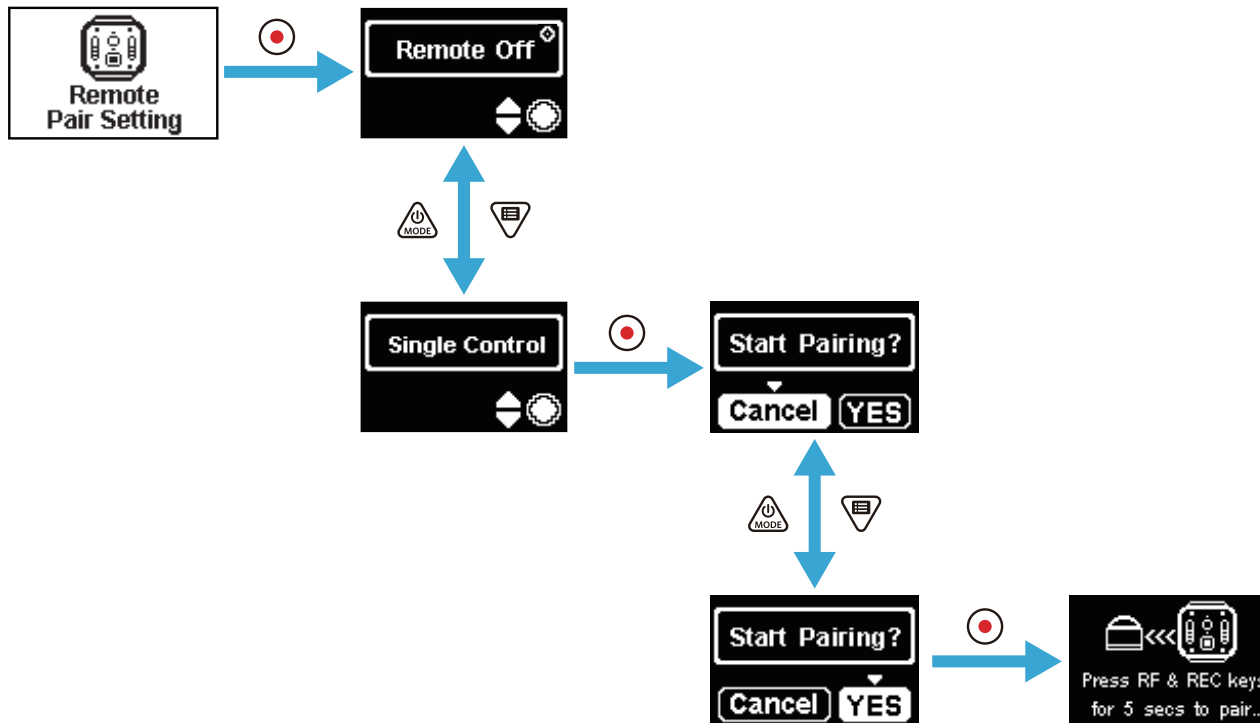 Remote
Pair Setting
Remote Off
MODE
Single Control
Start Pairing?
Cancel YES
MODE
Start Pairing?
Cancel YES
Press RF & REC keys
for 5 secs to pair..